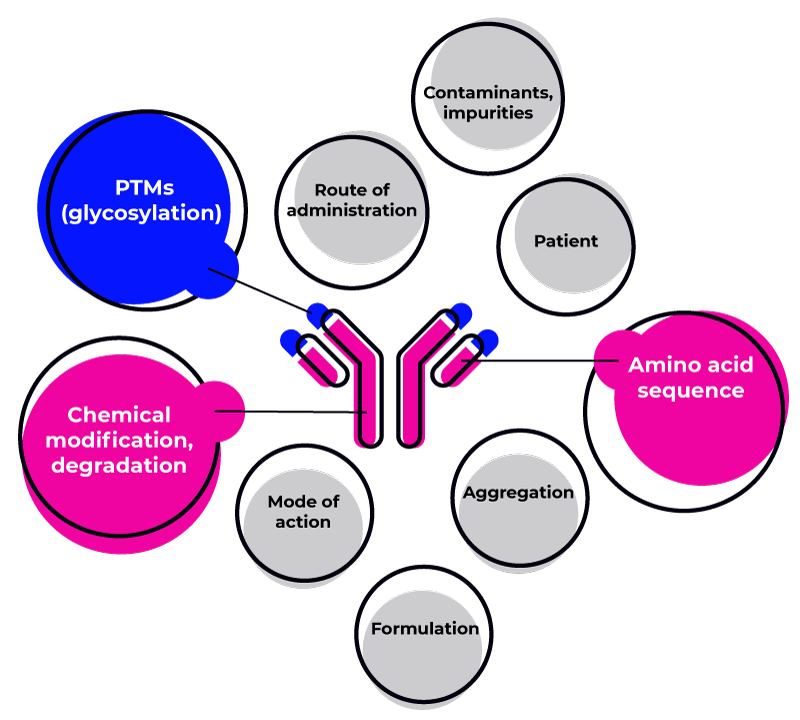 Contaminants,
impurities
PTMs
(glycosylation)
Route of
administration
Patient
Amino acid
sequence
Chemical
modification,
degradation
Mode of
action
Aggregation
Formulation